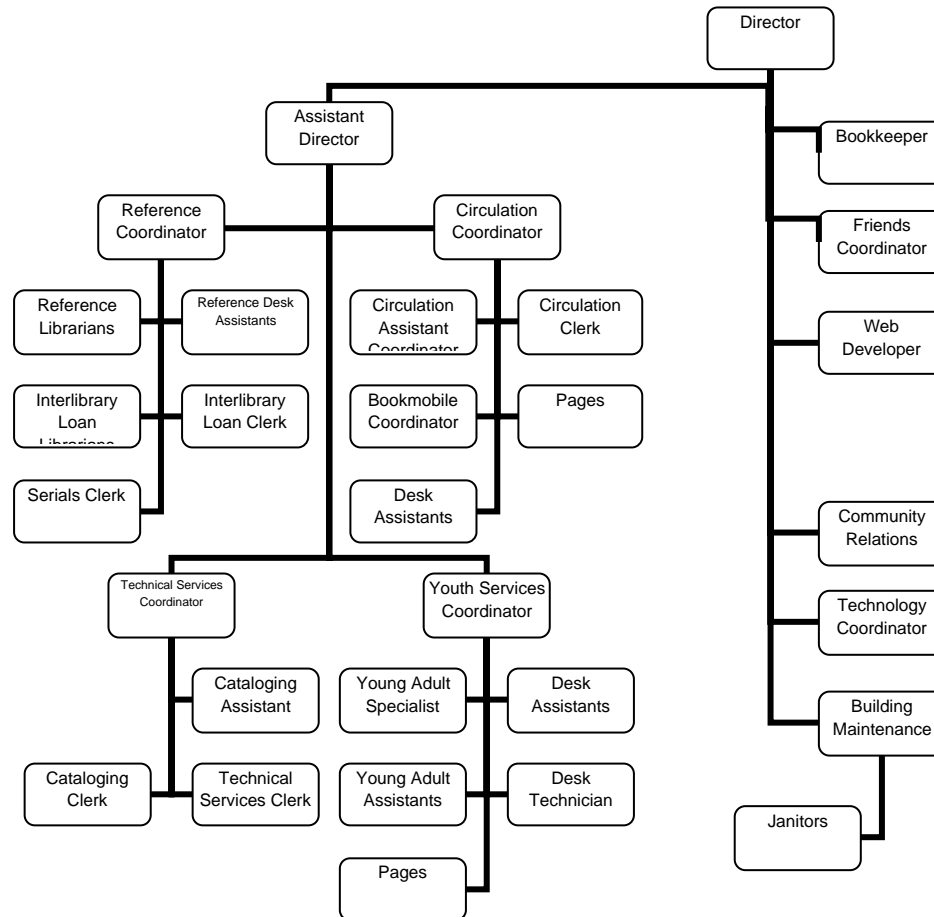 Director
Assistant
Director
Bookkeeper
Reference
Coordinator
Circulation
Coordinator
Friends
Coordinator
Reference
Librarians
Reference Desk
Assistants
Circulation
Assistant
Coordinator
Circulation
Clerk
Web
Developer
Interlibrary
Loan
Librarians
Interlibrary
Loan Clerk
Bookmobile
Coordinator
Pages
Serials Clerk
Desk
Assistants
Community
Relations
Technical Services
Coordinator
Youth Services
Coordinator
Technology
Coordinator
Cataloging
Assistant
Young Adult
Specialist
Desk
Assistants
Building
Maintenance
Cataloging
Clerk
Technical
Services Clerk
Young Adult
Assistants
Desk
Technician
Janitors
Pages